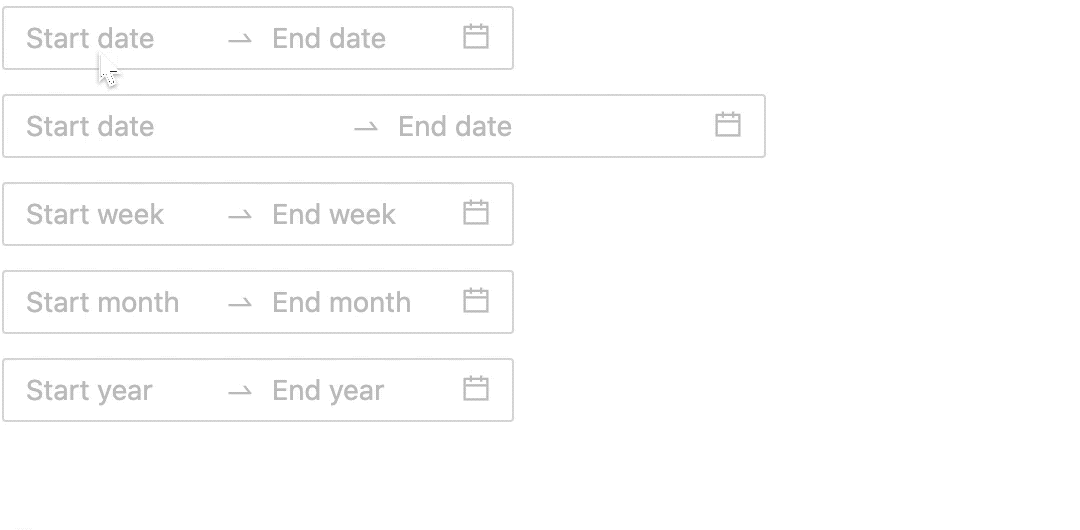 Start date → End date
Start date → End date
Start week → End week
Start month → End month
Start year → End year